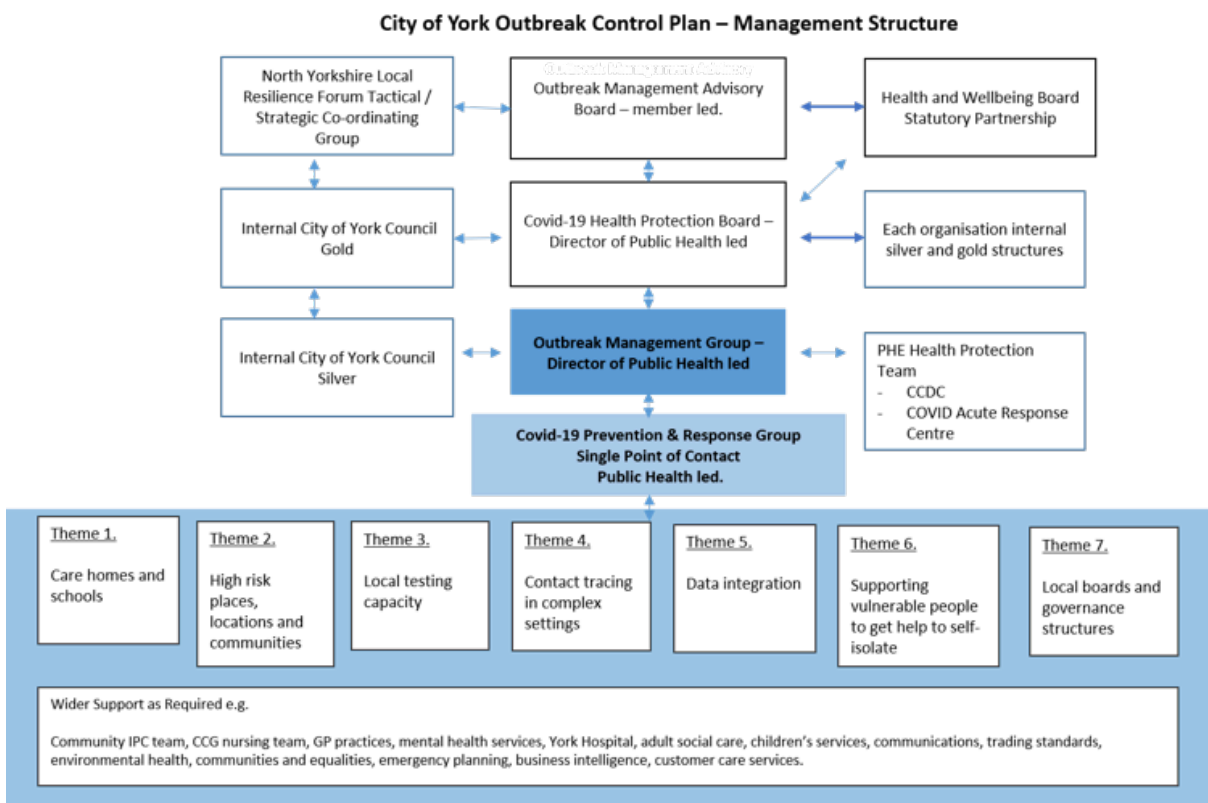 City of York Outbreak Control Plan – Management Structure
North Yorkshire Local
Resilience Forum Tactical /
Strategic Co-ordinating
Group
Outbreak Management Advisory
Board – member led.
Health and Wellbeing Board
Statutory Partnership
Internal City of York Council
Gold
Covid-19 Health Protection Board –
Director of Public Health led
Each organisation internal
silver and gold structures
Internal City of York Council
Silver
Outbreak Management Group –
Director of Public Health led
PHE Health Protection
Team
- CCDC
- COVID Acute Response
Centre
Covid-19 Prevention & Response Group
Single Point of Contact
Public Health led.
Theme 1.
Care homes and
schools
Theme 2.
High risk
places,
locations and
communities
Theme 3.
Local testing
capacity
Theme 4.
Contact tracing
in complex
settings
Theme 5.
Data integration
Theme 6.
Supporting
vulnerable people
to get help to self-
isolate
Theme 7.
Local boards and
governance
structures
Wider Support as Required e.g.
Community IPC team, CCG nursing team, GP practices, mental health services, York Hospital, adult social care, children's services, communications, trading standards,
environmental health, communities and equalities, emergency planning, business intelligence, customer care services.